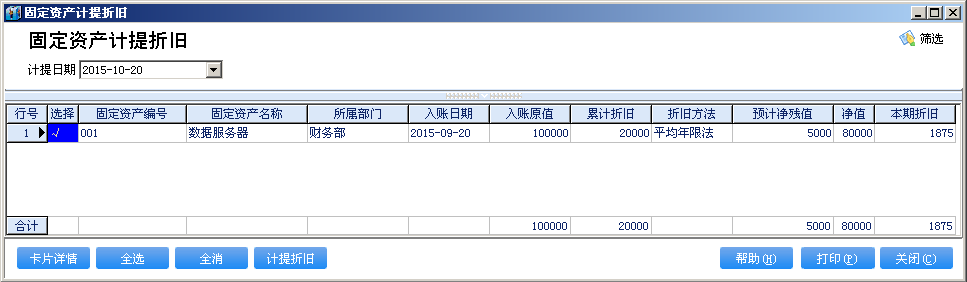 固定资产计提折旧
固定资产计提折旧
筛选
计提日期 2015-10-20
行号 选择 固定资产编号 固定资产名称 所属部门 入账日期 入账原值 累计折旧 折旧方法 预计净残值 净值 本期折旧
1 √ 001 数据服务器 财务部 2015-09-20 100000 20000 平均年限法 5000 80000 1875
合计 100000 20000 5000 80000 1875
卡片详情 全选 全消 计提折旧 帮助(H) 打印(P) 关闭(C)